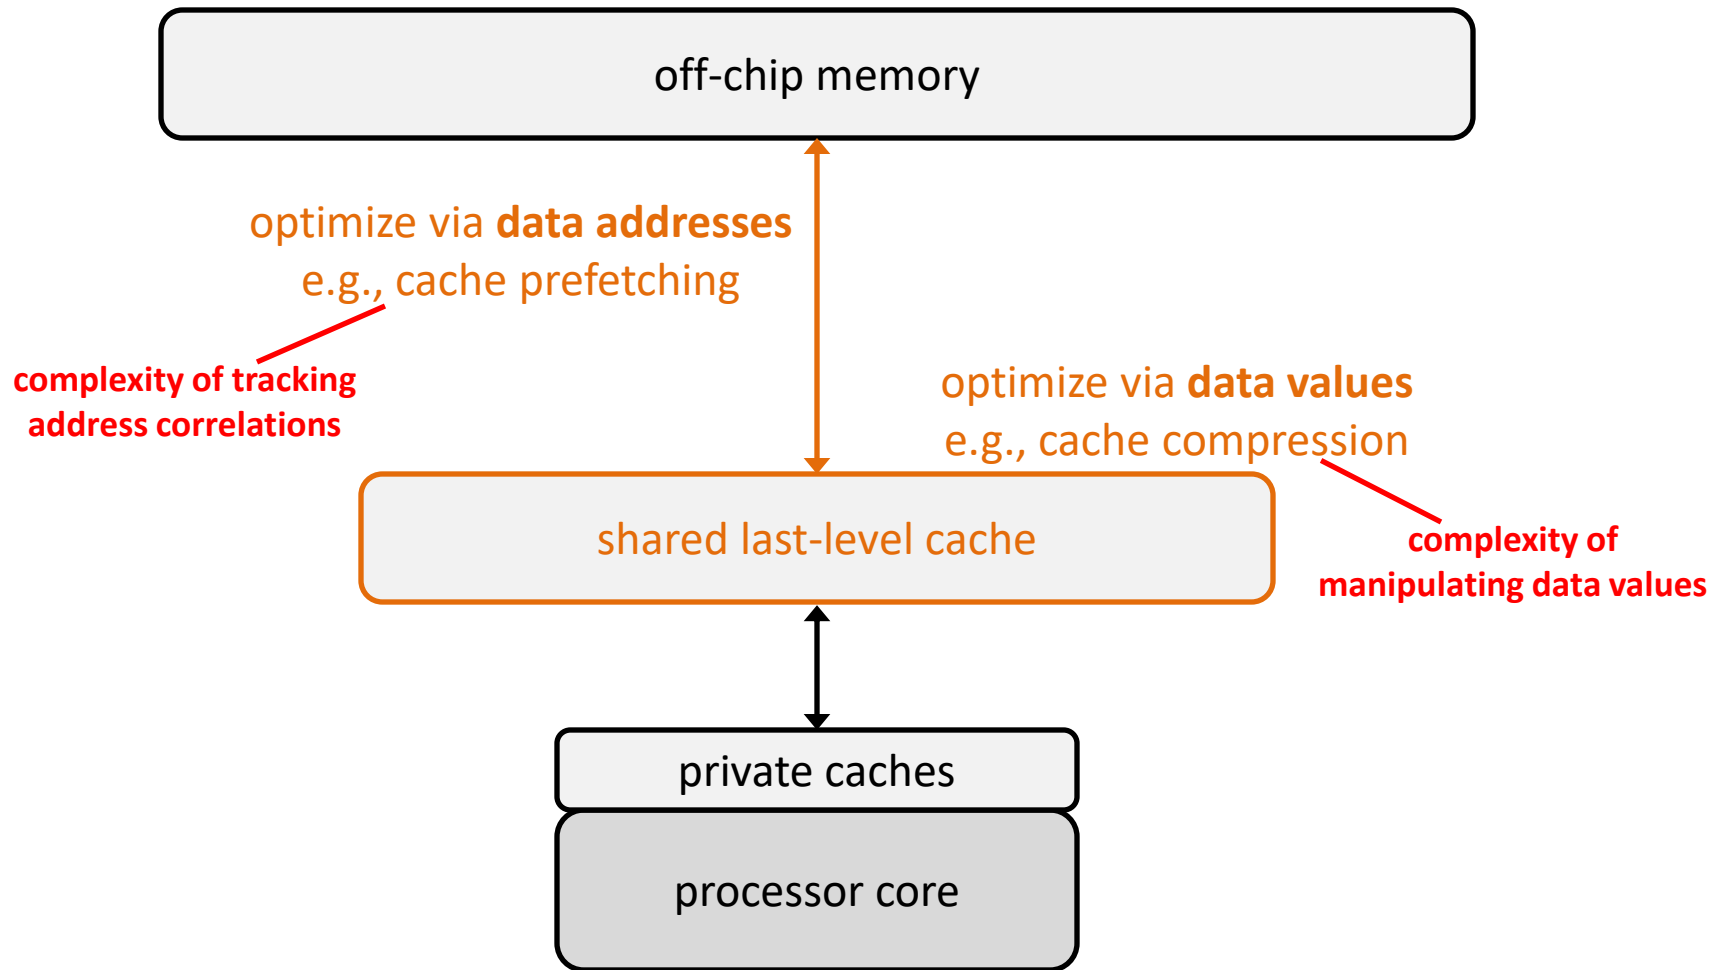 off-chip memory
optimize via data addresses
e.g., cache prefetching
complexity of tracking
address correlations
optimize via data values
e.g., cache compression
shared last-level cache
complexity of
manipulating data values
private caches
processor core